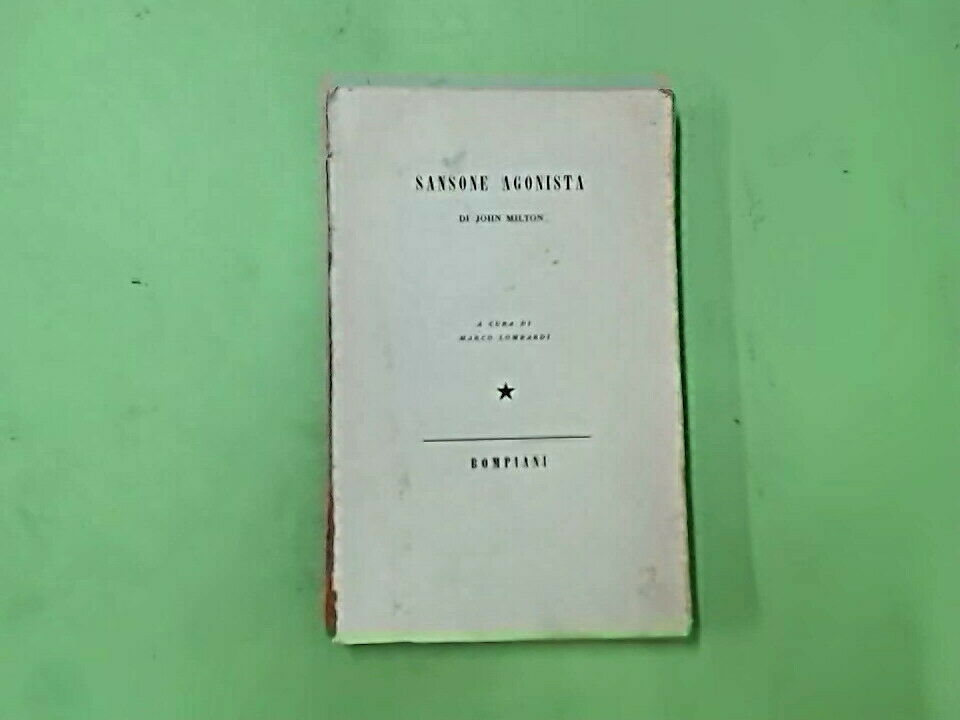 SANSONE AGONISTA
DI JOHN MILTON
A CURA DI
MARCO LOMBARDI
BOMPIANI